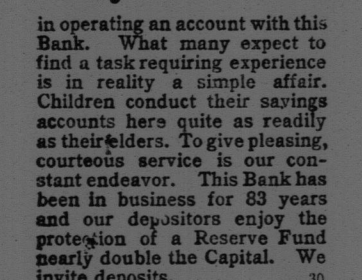 in operating an account with this
Bank. What many expect to
find a task requiring experience
is in reality a simple affair.
Children conduct their savings
accounts here quite as readily
as their elders. To give pleasing,
courteous service is our con-
stant endeavor. This Bank has
been in business for 83 years
and our depositors enjoy the
protection of a Reserve Fund
nearly double the Capital. We
invite deposits. 30